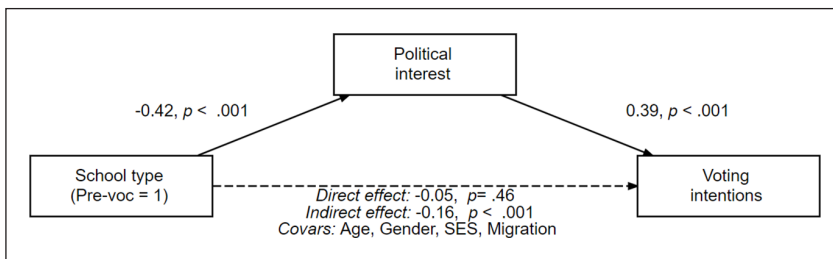 Political
interest
-0.42, p < .001
0.39, p < .001
School type
(Pre-voc = 1)
Voting
intentions
Direct effect: -0.05, p= .46
Indirect effect: -0.16, p < .001
Covars: Age, Gender, SES, Migration